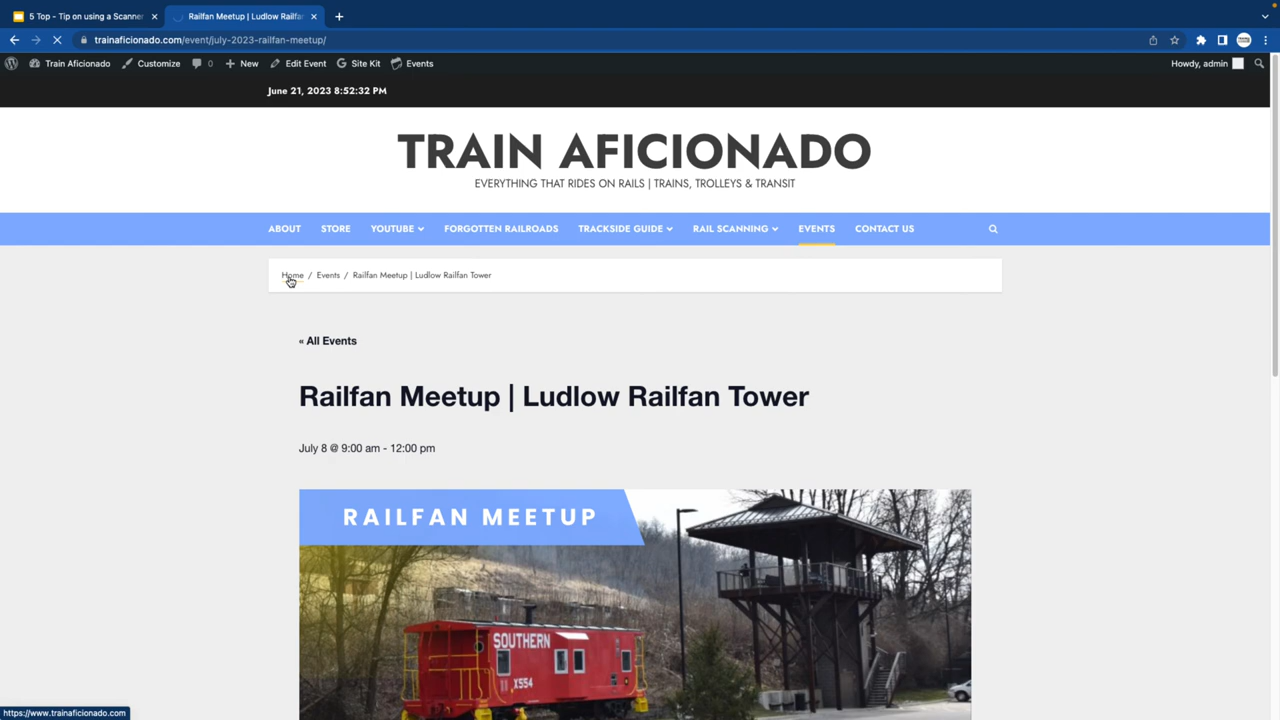 5 Top - Tip on using a Scanner
Railfan Meetup | Ludlow Railfan
trainaficionado.com/event/july-2023-railfan-meetup/
Train Aficionado Customize 0 New Edit Event Site Kit Events Howdy, admin
June 21, 2023 8:52:32 PM
TRAIN AFICIONADO
EVERYTHING THAT RIDES ON RAILS | TRAINS, TROLLEYS & TRANSIT
ABOUT STORE YOUTUBE FORGOTTEN RAILROADS TRACKSIDE GUIDE RAIL SCANNING EVENTS CONTACT US
Home / Events / Railfan Meetup | Ludlow Railfan Tower
« All Events
Railfan Meetup | Ludlow Railfan Tower
July 8 @ 9:00 am - 12:00 pm
RAILFAN MEETUP
SOUTHERN
X554
https://www.trainaficionado.com